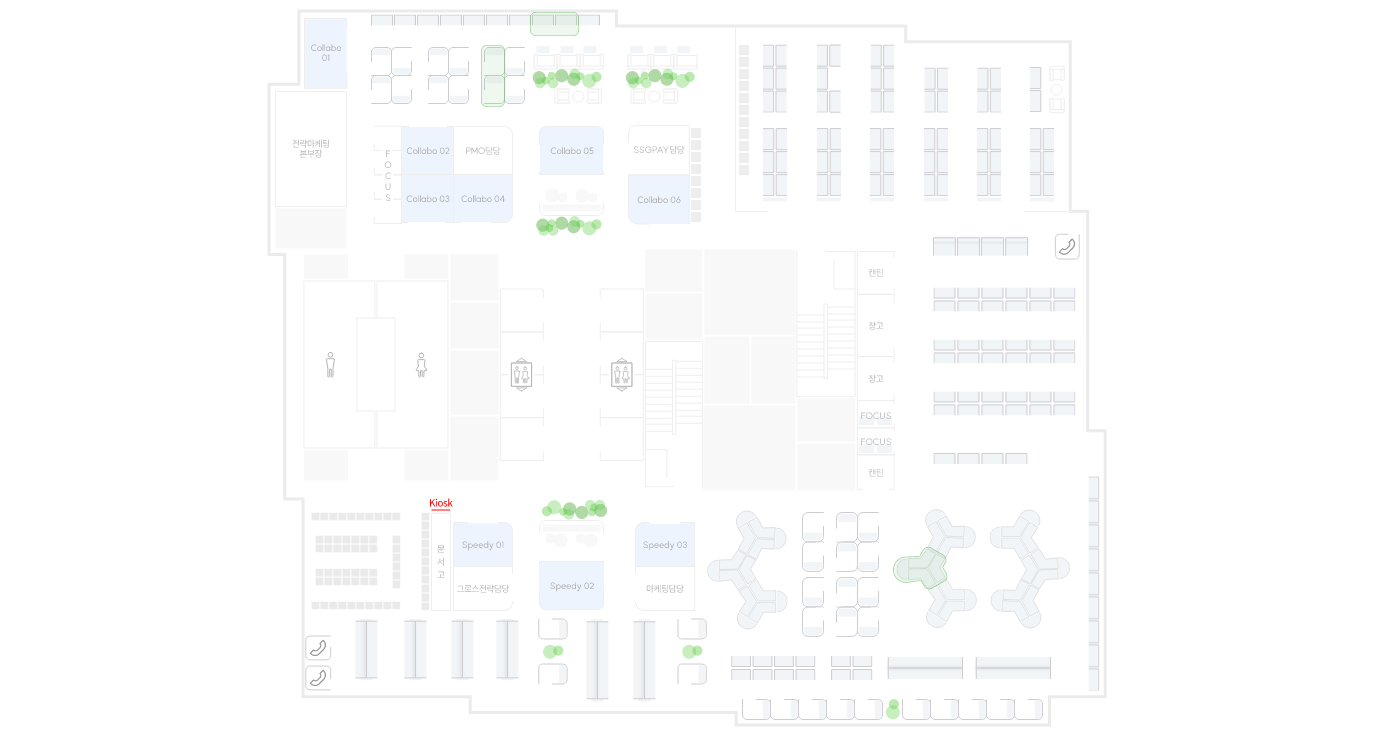 Collabo
01
전략마케팅
본부장
F
O
C
U
S
Collabo 02
PMO담당
Collabo 03
Collabo 04
Collabo 05
SSGPAY담당
Collabo 06
캔틴
창고
창고
FOCUS
FOCUS
캔틴
Kiosk
문
서
고
Speedy 01
그로스전략담당
Speedy 02
Speedy 03
마케팅담당